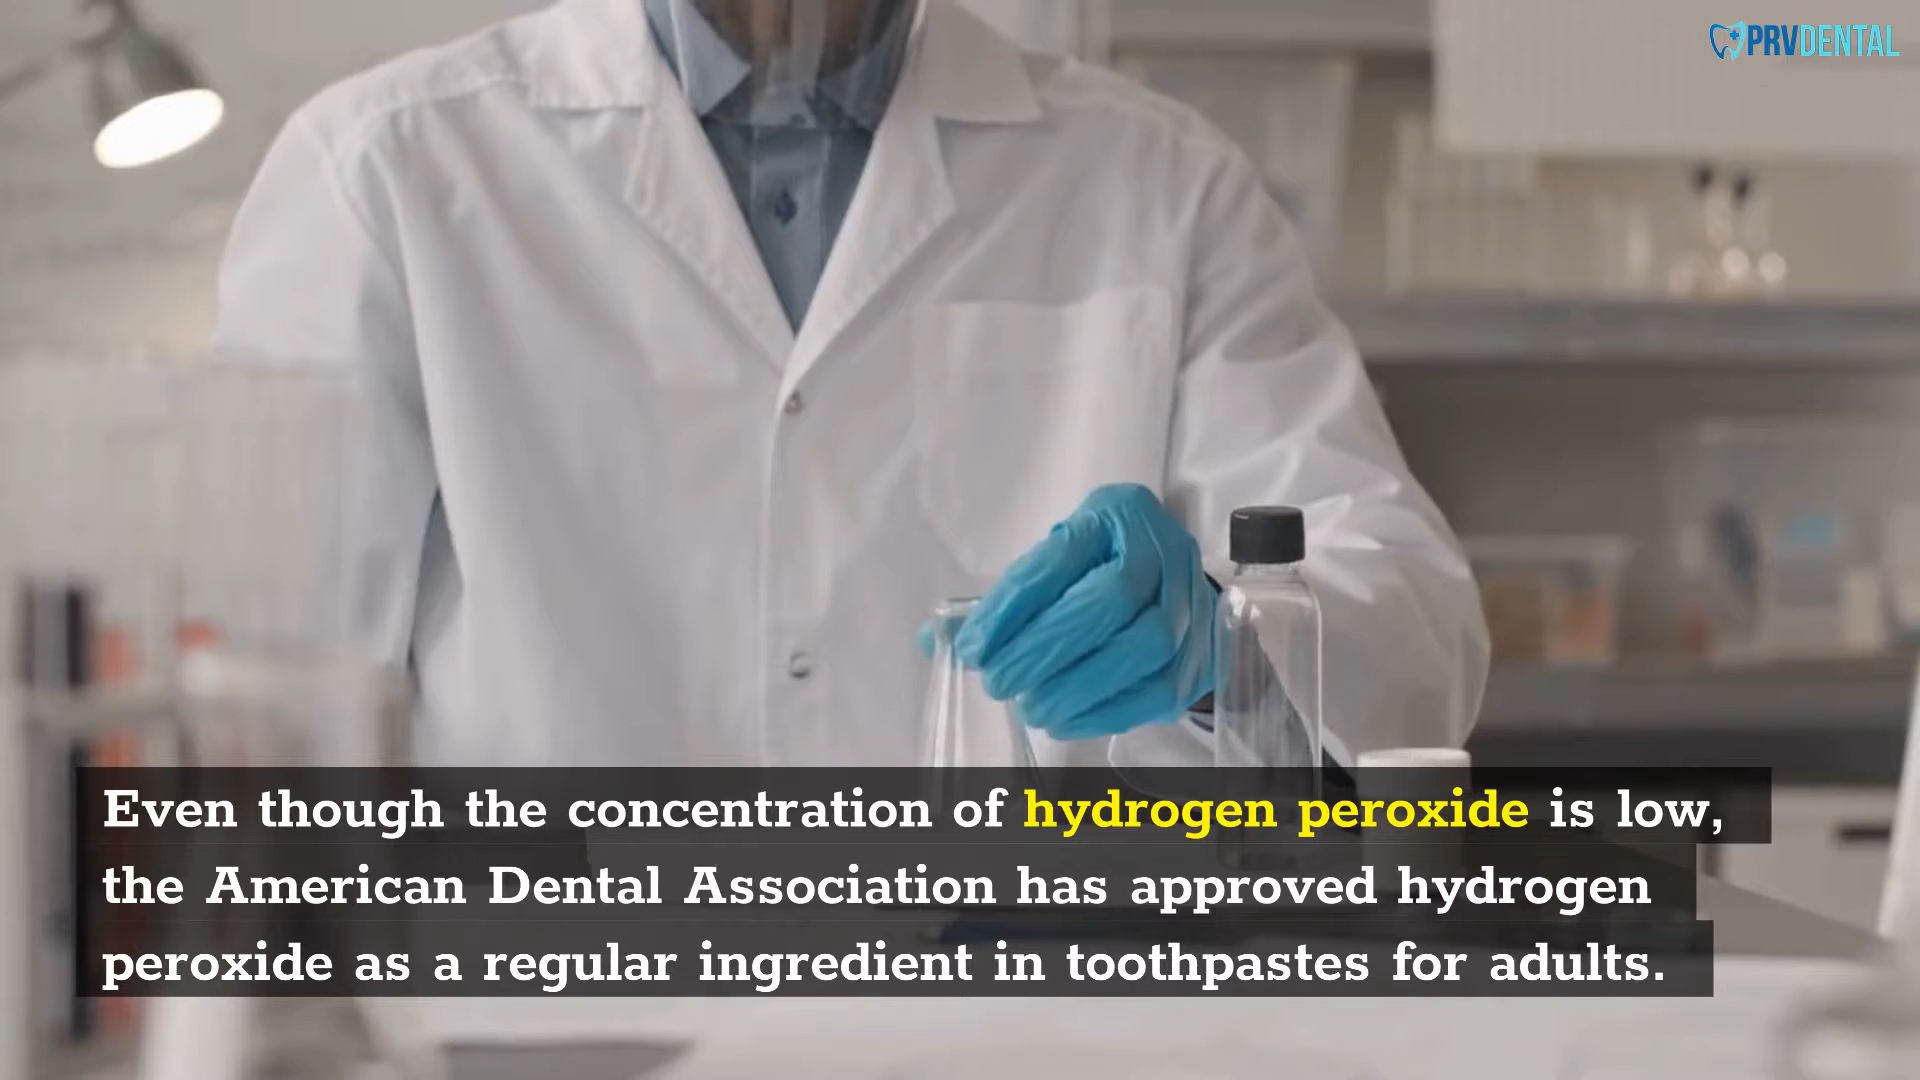 PRVDENTAL
Even though the concentration of hydrogen peroxide is low,
the American Dental Association has approved hydrogen
peroxide as a regular ingredient in toothpastes for adults.